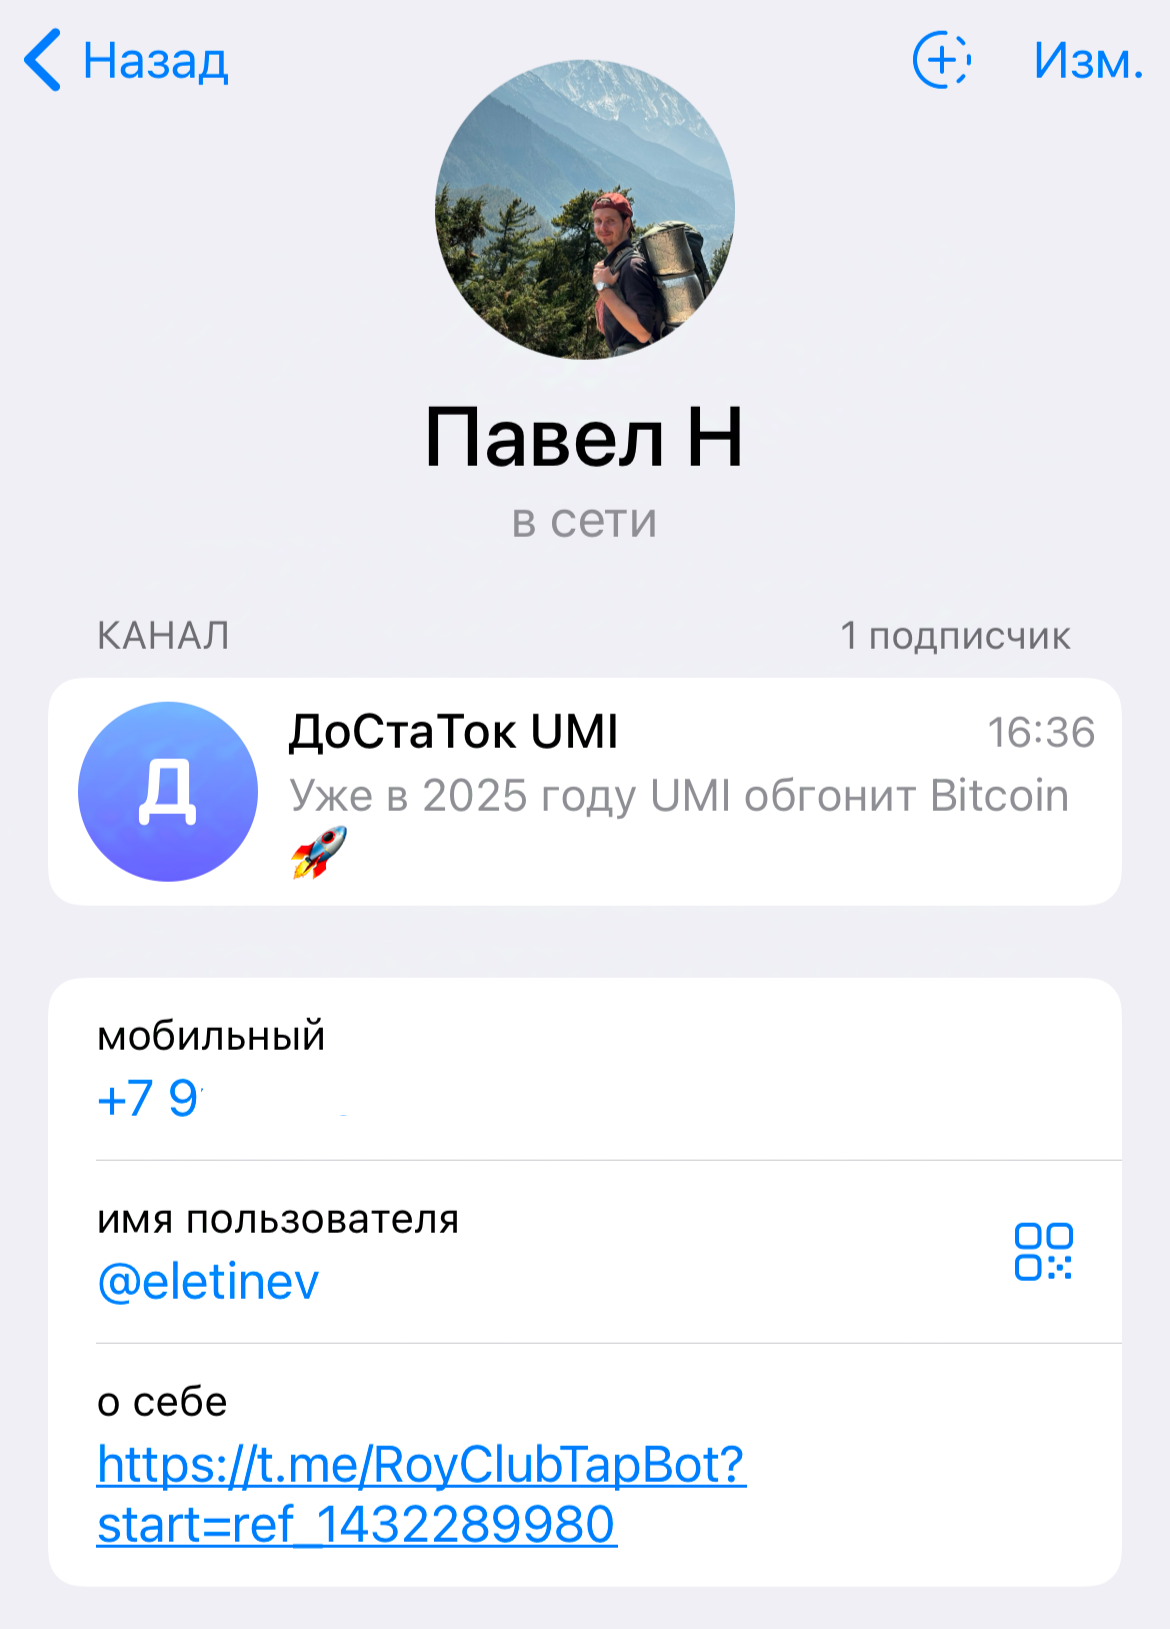 Назад
Изм.
Павел Н
в сети
КАНАЛ
1 подписчик
Д
ДоСтаТок UMI
16:36
Уже в 2025 году UMI обгонит Bitcoin
🚀
мобильный
+7 9
имя пользователя
@eletinev
о себе
https://t.me/RoyClubTapBot?
start=ref_1432289980